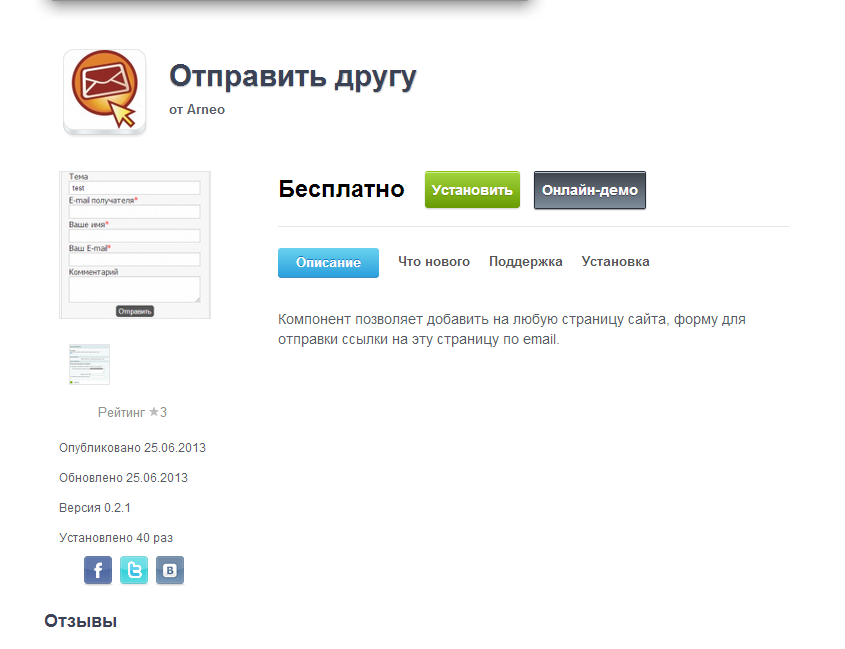 Отправить другу
от Arneo
Тема
test
E-mail получателя*
Ваше имя*
Ваш E-mail*
Комментарий
Отправить
Рейтинг ★3
Опубликовано 25.06.2013
Обновлено 25.06.2013
Версия 0.2.1
Установлено 40 раз
f
t
B
Бесплатно Установить Онлайн-демо
Описание Что нового Поддержка Установка
Компонент позволяет добавить на любую страницу сайта, форму для
отправки ссылки на эту страницу по email.
Отзывы